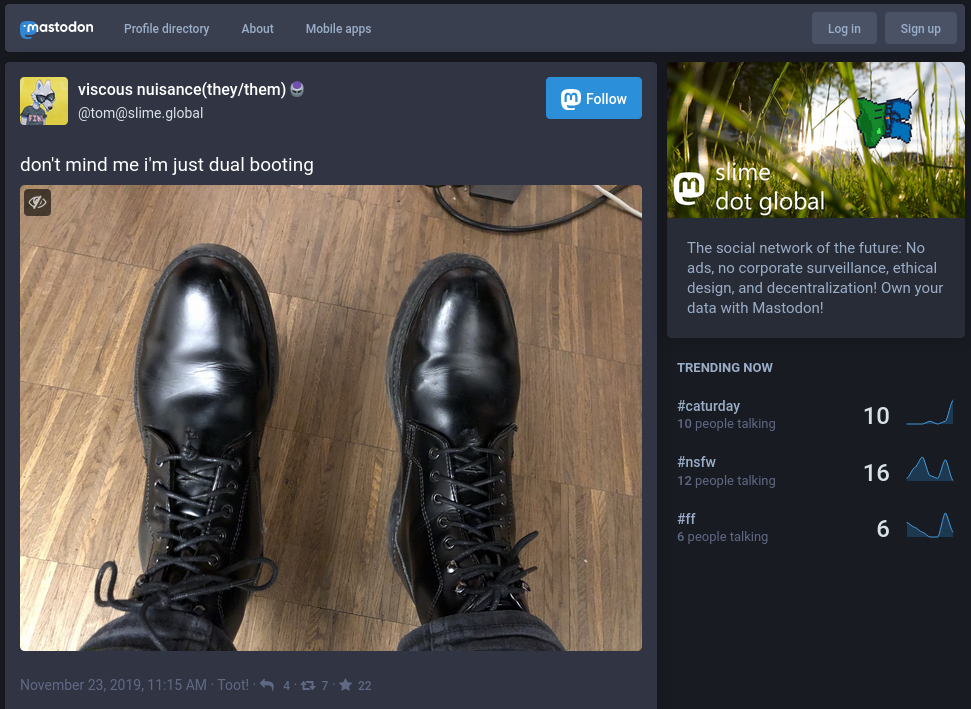 mastodon
Profile directory
About
Mobile apps
Log in
Sign up
viscous nuisance(they/them)
@tom@slime.global
Follow
don't mind me i'm just dual booting
November 23, 2019, 11:15 AM · Toot! · 4 · 7 · 22
slime
dot global
The social network of the future: No
ads, no corporate surveillance, ethical
design, and decentralization! Own your
data with Mastodon!
TRENDING NOW
#caturday
10 people talking
10
#nsfw
12 people talking
16
#ff
6 people talking
6